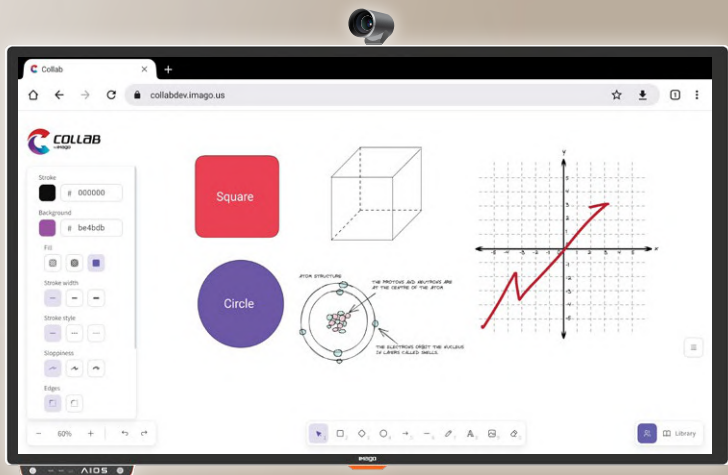 Collab
collabdev.imago.us
COLLAB
Stroke
# 000000
Background
# be4bdb
Fill
Stroke width
Stroke style
Sloppiness
Edges
60%
Square
Circle
ATOM STRUCTURE
THE PROTONS AND NEUTRONS ARE
AT THE CENTRE OF THE ATOM
THE ELECTRONS ORBIT THE NUCLEUS
IN LAYERS CALLED SHELLS.
y
x
Library
imago
AIOS